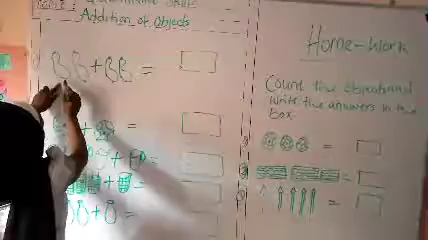 Addition of Objects
+ =
+ =
+
+ =
+ =
Home-Work
Count the objects and
Write the answers in the
Box
=
=
=